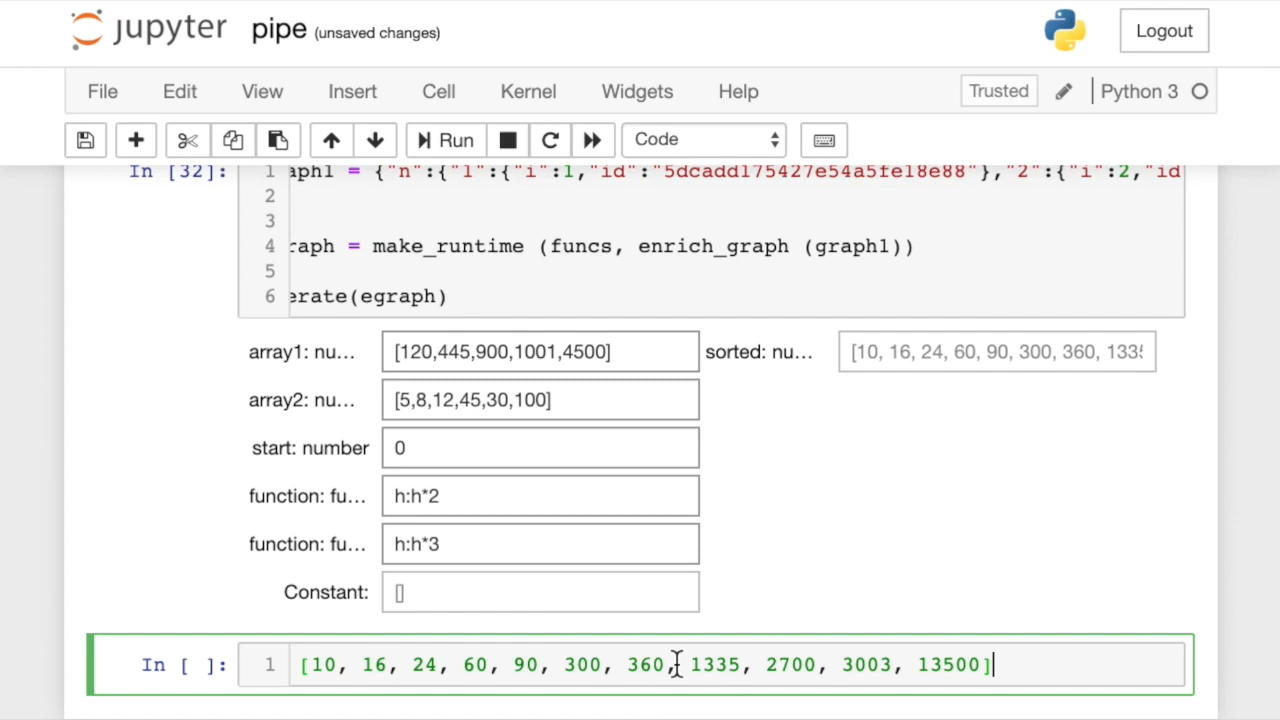 jupyter pipe (unsaved changes) Logout
File Edit View Insert Cell Kernel Widgets Help Trusted Python 3
Run Code
In [32]: 1 aph1 = {"n":{"1":{"i":1,"id":"5dcadd175427e54a5fe18e88"},"2":{"i":2,"id
2
3
4 raph = make_runtime (funcs, enrich_graph (graph1))
5
6 erate(egraph)
array1: nu... [120,445,900,1001,4500] sorted: nu... [10, 16, 24, 60, 90, 300, 360, 1335
array2: nu... [5,8,12,45,30,100]
start: number 0
function: fu... h:h*2
function: fu... h:h*3
Constant: []
In [ ]: 1 [10, 16, 24, 60, 90, 300, 360, 1335, 2700, 3003, 13500]